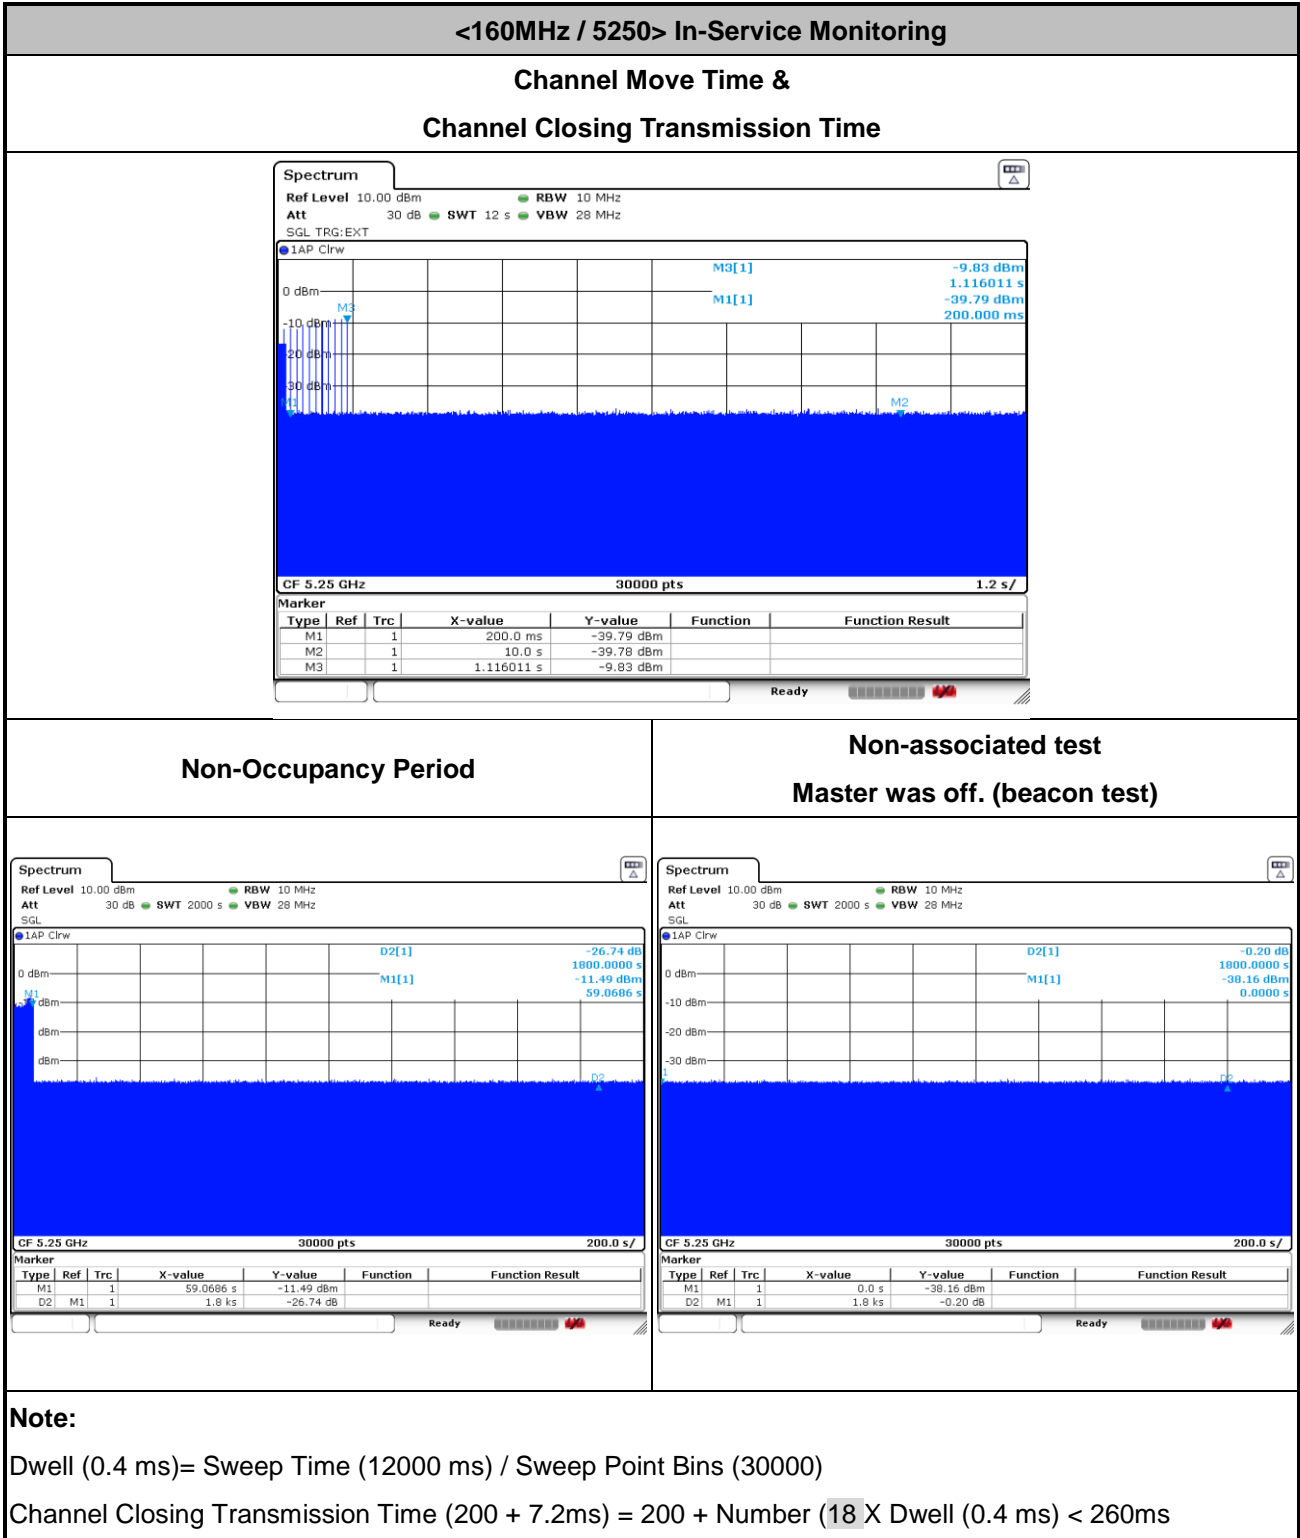 <160MHz / 5250> In-Service Monitoring
Channel Move Time &
Channel Closing Transmission Time
Spectrum
Ref Level 10.00 dBm RBW 10 MHz
Att 30 dB SWT 12 s VBW 28 MHz
SGL TRG:EXT
1AP Clrw
M3[1] -9.83 dBm
1.116011 s
0 dBm
M1[1] -39.79 dBm
200.000 ms
M3
-10 dBm
-20 dBm
-30 dBm
M1 M2
CF 5.25 GHz 30000 pts 1.2 s/
Marker
Type Ref Trc X-value Y-value Function Function Result
M1 1 200.0 ms -39.79 dBm
M2 1 10.0 s -39.78 dBm
M3 1 1.116011 s -9.83 dBm
Ready
Non-Occupancy Period
Non-associated test
Master was off. (beacon test)
Spectrum
Ref Level 10.00 dBm RBW 10 MHz
Att 30 dB SWT 2000 s VBW 28 MHz
SGL
1AP Clrw
D2[1] -26.74 dB
1800.0000 s
0 dBm
M1[1] -11.49 dBm
59.0686 s
M1
dBm
dBm
dBm
D2
CF 5.25 GHz 30000 pts 200.0 s/
Marker
Type Ref Trc X-value Y-value Function Function Result
M1 1 59.0686 s -11.49 dBm
D2 M1 1 1.8 ks -26.74 dB
Ready
Spectrum
Ref Level 10.00 dBm RBW 10 MHz
Att 30 dB SWT 2000 s VBW 28 MHz
SGL
1AP Clrw
D2[1] -0.20 dB
1800.0000 s
0 dBm
M1[1] -38.16 dBm
0.0000 s
-10 dBm
-20 dBm
-30 dBm
1 D2
CF 5.25 GHz 30000 pts 200.0 s/
Marker
Type Ref Trc X-value Y-value Function Function Result
M1 1 0.0 s -38.16 dBm
D2 M1 1 1.8 ks -0.20 dB
Ready
Note:
Dwell (0.4 ms)= Sweep Time (12000 ms) / Sweep Point Bins (30000)
Channel Closing Transmission Time (200 + 7.2ms) = 200 + Number (18 X Dwell (0.4 ms) < 260ms